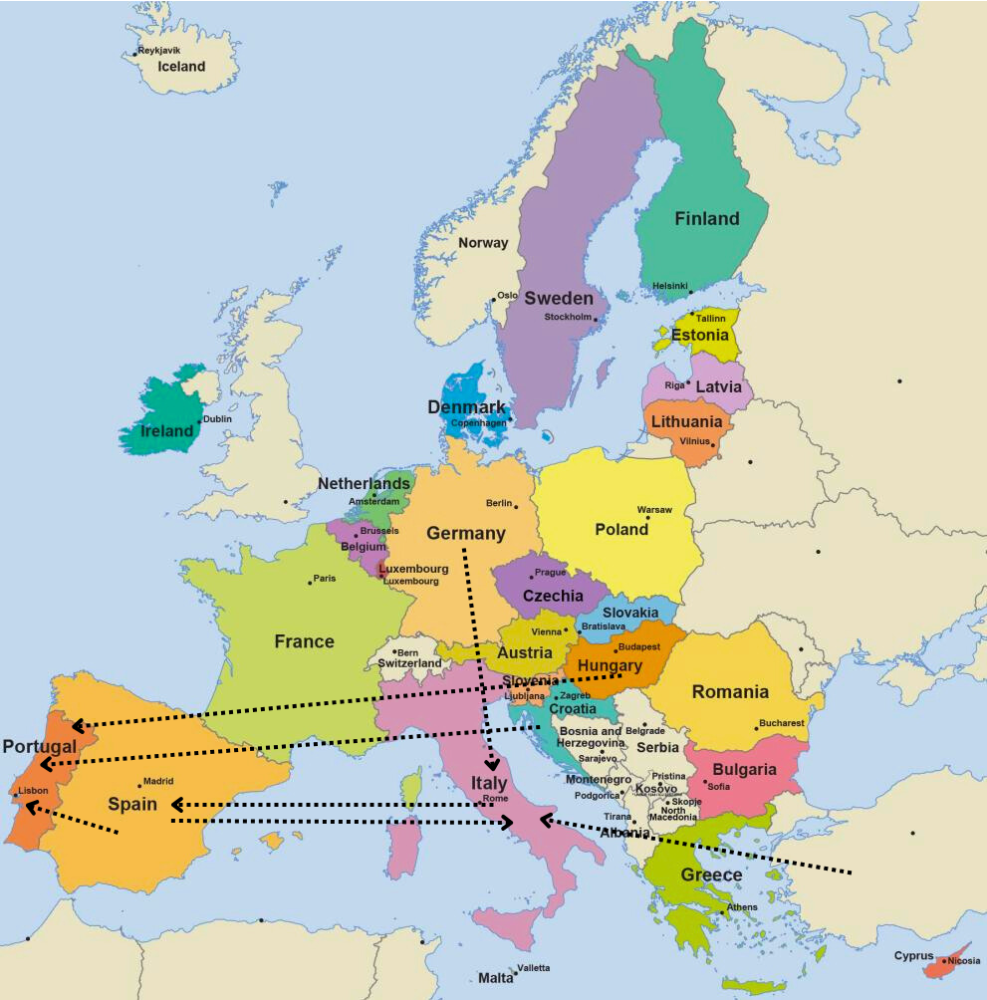 Reykjavik
Iceland
Finland
Norway
Helsinki
Oslo
Sweden
Stockholm
Tallinn
Estonia
Riga
Latvia
Denmark
Copenhagen
Lithuania
Vilnius
Dublin
Ireland
Netherlands
Amsterdam
Berlin
Warsaw
Poland
Germany
Brussels
Belgium
Luxembourg
Luxembourg
Paris
Prague
Czechia
Slovakia
Bratislava
Vienna
France
Bern
Switzerland
Austria
Budapest
Hungary
Slovenia
Ljubljana
Zagreb
Croatia
Romania
Bucharest
Bosnia and
Herzegovina
Sarajevo
Belgrade
Serbia
Portugal
Lisbon
Madrid
Spain
Italy
Rome
Montenegro
Podgorica
Pristina
Kosovo
Bulgaria
Sofia
Skopje
North
Macedonia
Tirana
Albania
Greece
Athens
Valletta
Malta
Cyprus
Nicosia